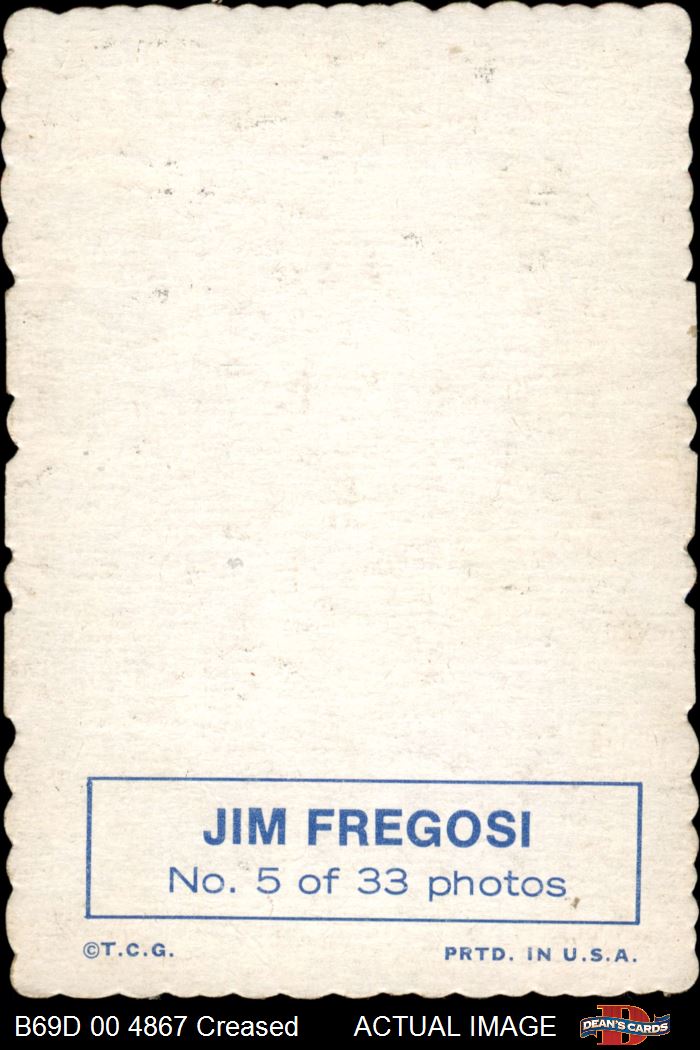 JIM FREGOSI
No. 5 of 33 photos
©T.C.G.
PRTD. IN U.S.A.
B69D 00 4867 Creased
ACTUAL IMAGE
D
DEAN'S CARDS